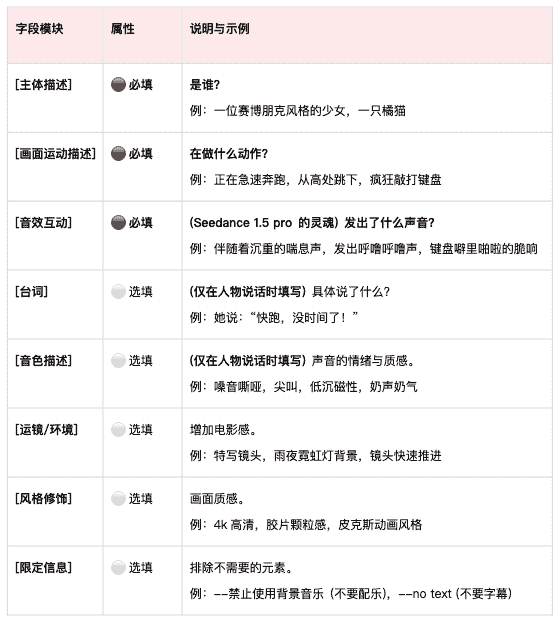 字段模块 属性 说明与示例
[主体描述] 必填 是谁?
例：一位赛博朋克风格的少女，一只橘猫
[画面运动描述] 必填 在做什么动作?
例：正在急速奔跑，从高处跳下，疯狂敲打键盘
[音效互动] 必填 (Seedance 1.5 pro 的灵魂) 发出了什么声音?
例：伴随着沉重的喘息声，发出呼噜呼噜声，键盘噼里啪啦的脆响
[台词] 选填 (仅在人物说话时填写) 具体说了什么?
例：她说：“快跑，没时间了！”
[音色描述] 选填 (仅在人物说话时填写) 声音的情绪与质感。
例：嗓音嘶哑，尖叫，低沉磁性，奶声奶气
[运镜/环境] 选填 增加电影感。
例：特写镜头，雨夜霓虹灯背景，镜头快速推进
[风格修饰] 选填 画面质感。
例：4k 高清，胶片颗粒感，皮克斯动画风格
[限定信息] 选填 排除不需要的元素。
例：--禁止使用背景音乐 (不要配乐)，--no text (不要字幕)